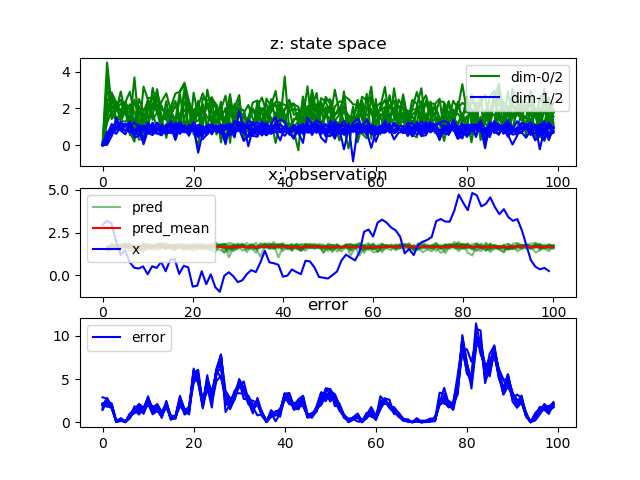 z: state space
4
2
0
dim-0/2
dim-1/2
0 20 40 60 80 100
x: observation
5.0
2.5
0.0
pred
pred_mean
x
0 20 40 60 80 100
error
10
5
0
error
0 20 40 60 80 100